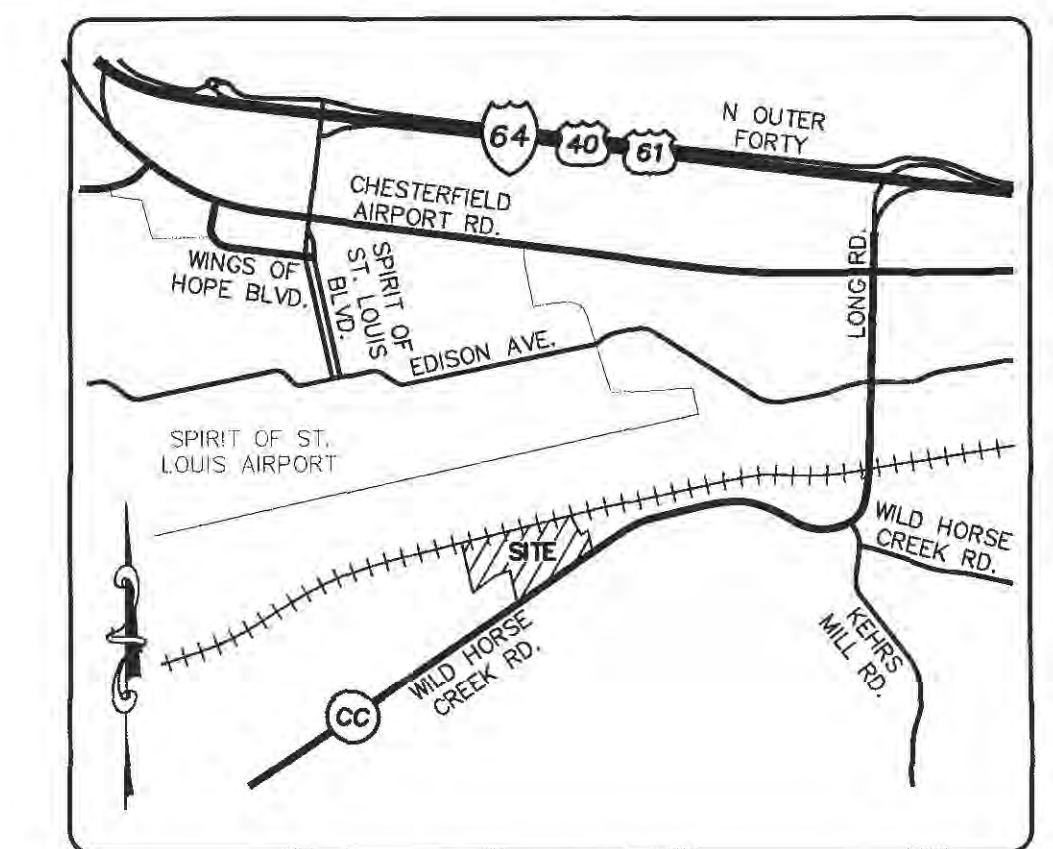 N OUTER
FORTY
64
40
61
CHESTERFIELD
AIRPORT RD.
WINGS OF
HOPE BLVD.
SPIRIT OF
ST. LOUIS
BLVD.
LONG RD.
EDISON AVE.
SPIRIT OF ST.
LOUIS AIRPORT
SITE
WILD HORSE
CREEK RD.
WILD HORSE
CREEK RD.
KEHRS
MILL RD.
CC